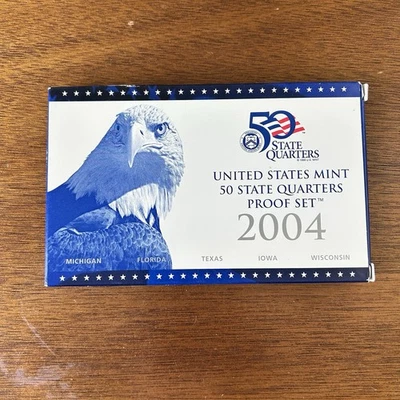 50
STATE
QUARTERS
UNITED STATES MINT
50 STATE QUARTERS
PROOF SET™
2004
MICHIGAN FLORIDA TEXAS IOWA WISCONSIN